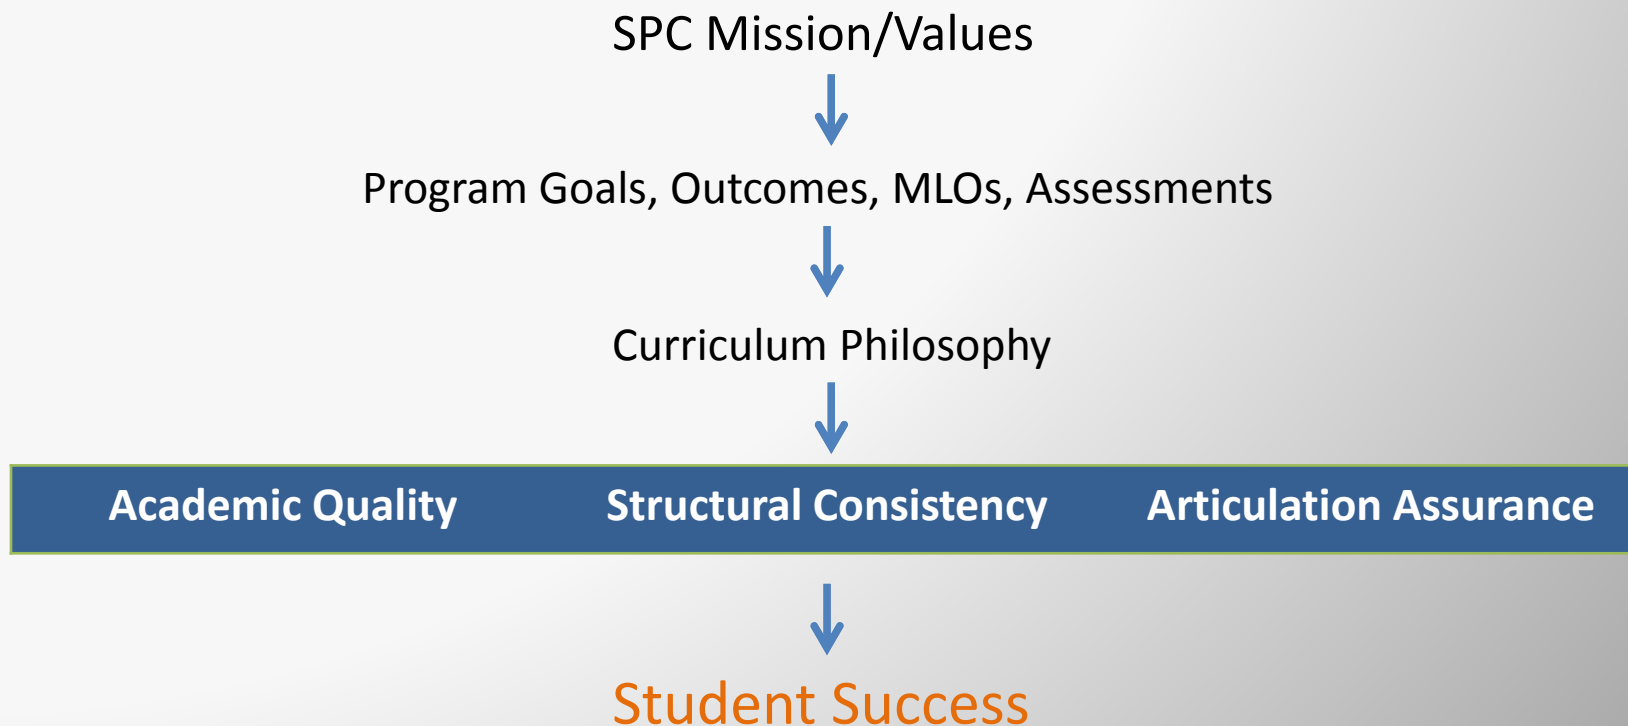 SPC Mission/Values
Program Goals, Outcomes, MLOs, Assessments
Curriculum Philosophy
Academic Quality Structural Consistency Articulation Assurance
Student Success